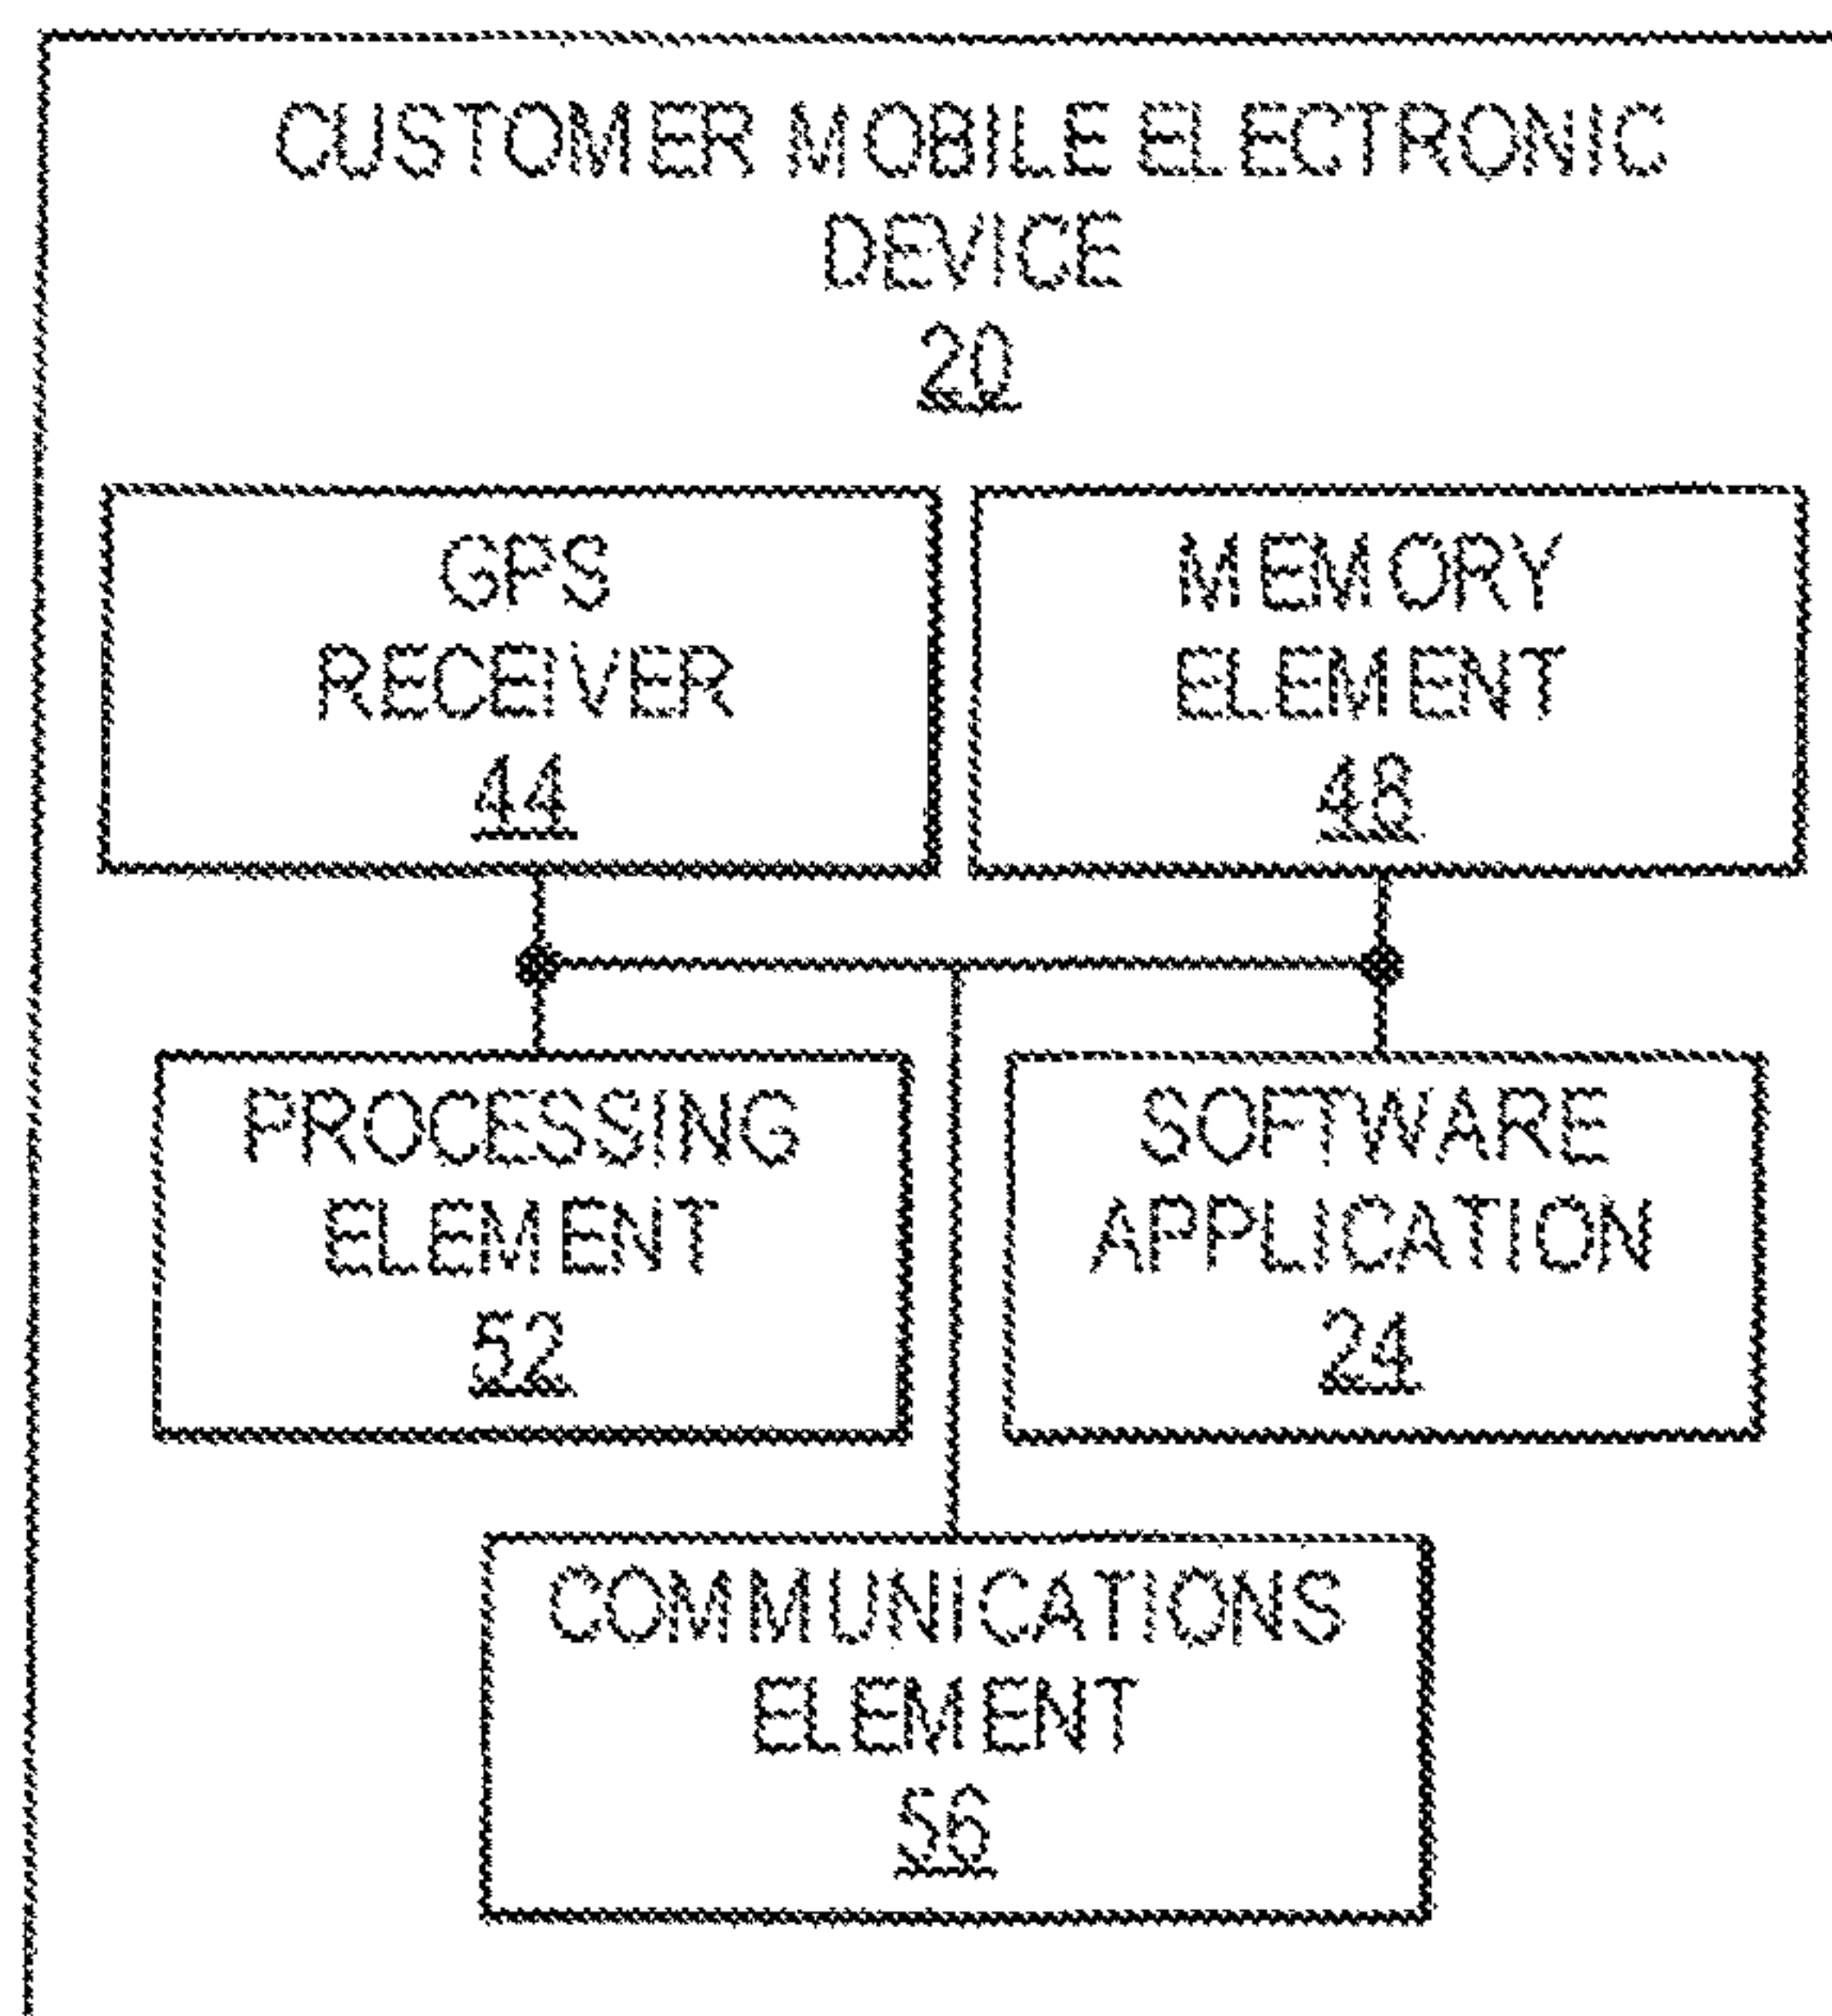 CUSTOMER MOBILE ELECTRONIC
DEVICE
20
GPS
RECEIVER
44
MEMORY
ELEMENT
48
PROCESSING
ELEMENT
52
SOFTWARE
APPLICATION
24
COMMUNICATIONS
ELEMENT
56